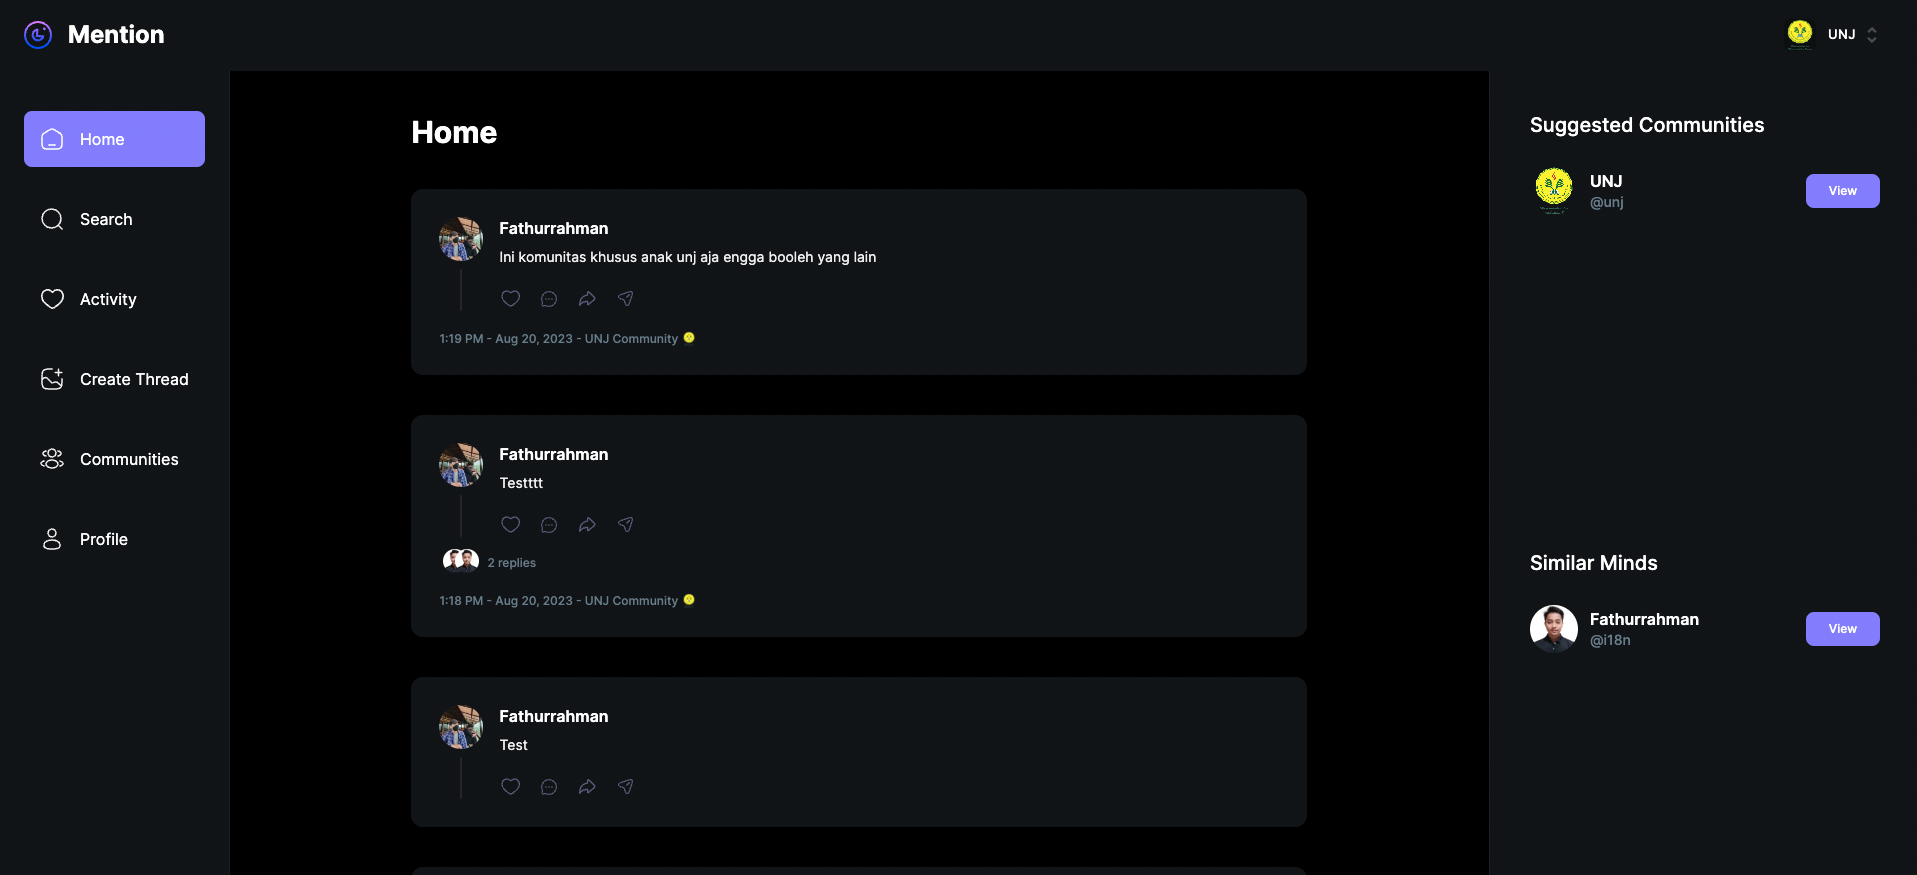 Mention
UNJ
Home
Search
Activity
Create Thread
Communities
Profile
Home
Fathurrahman
Ini komunitas khusus anak unj aja engga booleh yang lain
1:19 PM - Aug 20, 2023 - UNJ Community
Fathurrahman
Testttt
2 replies
1:18 PM - Aug 20, 2023 - UNJ Community
Fathurrahman
Test
Suggested Communities
UNJ
@unj
View
Similar Minds
Fathurrahman
@i18n
View